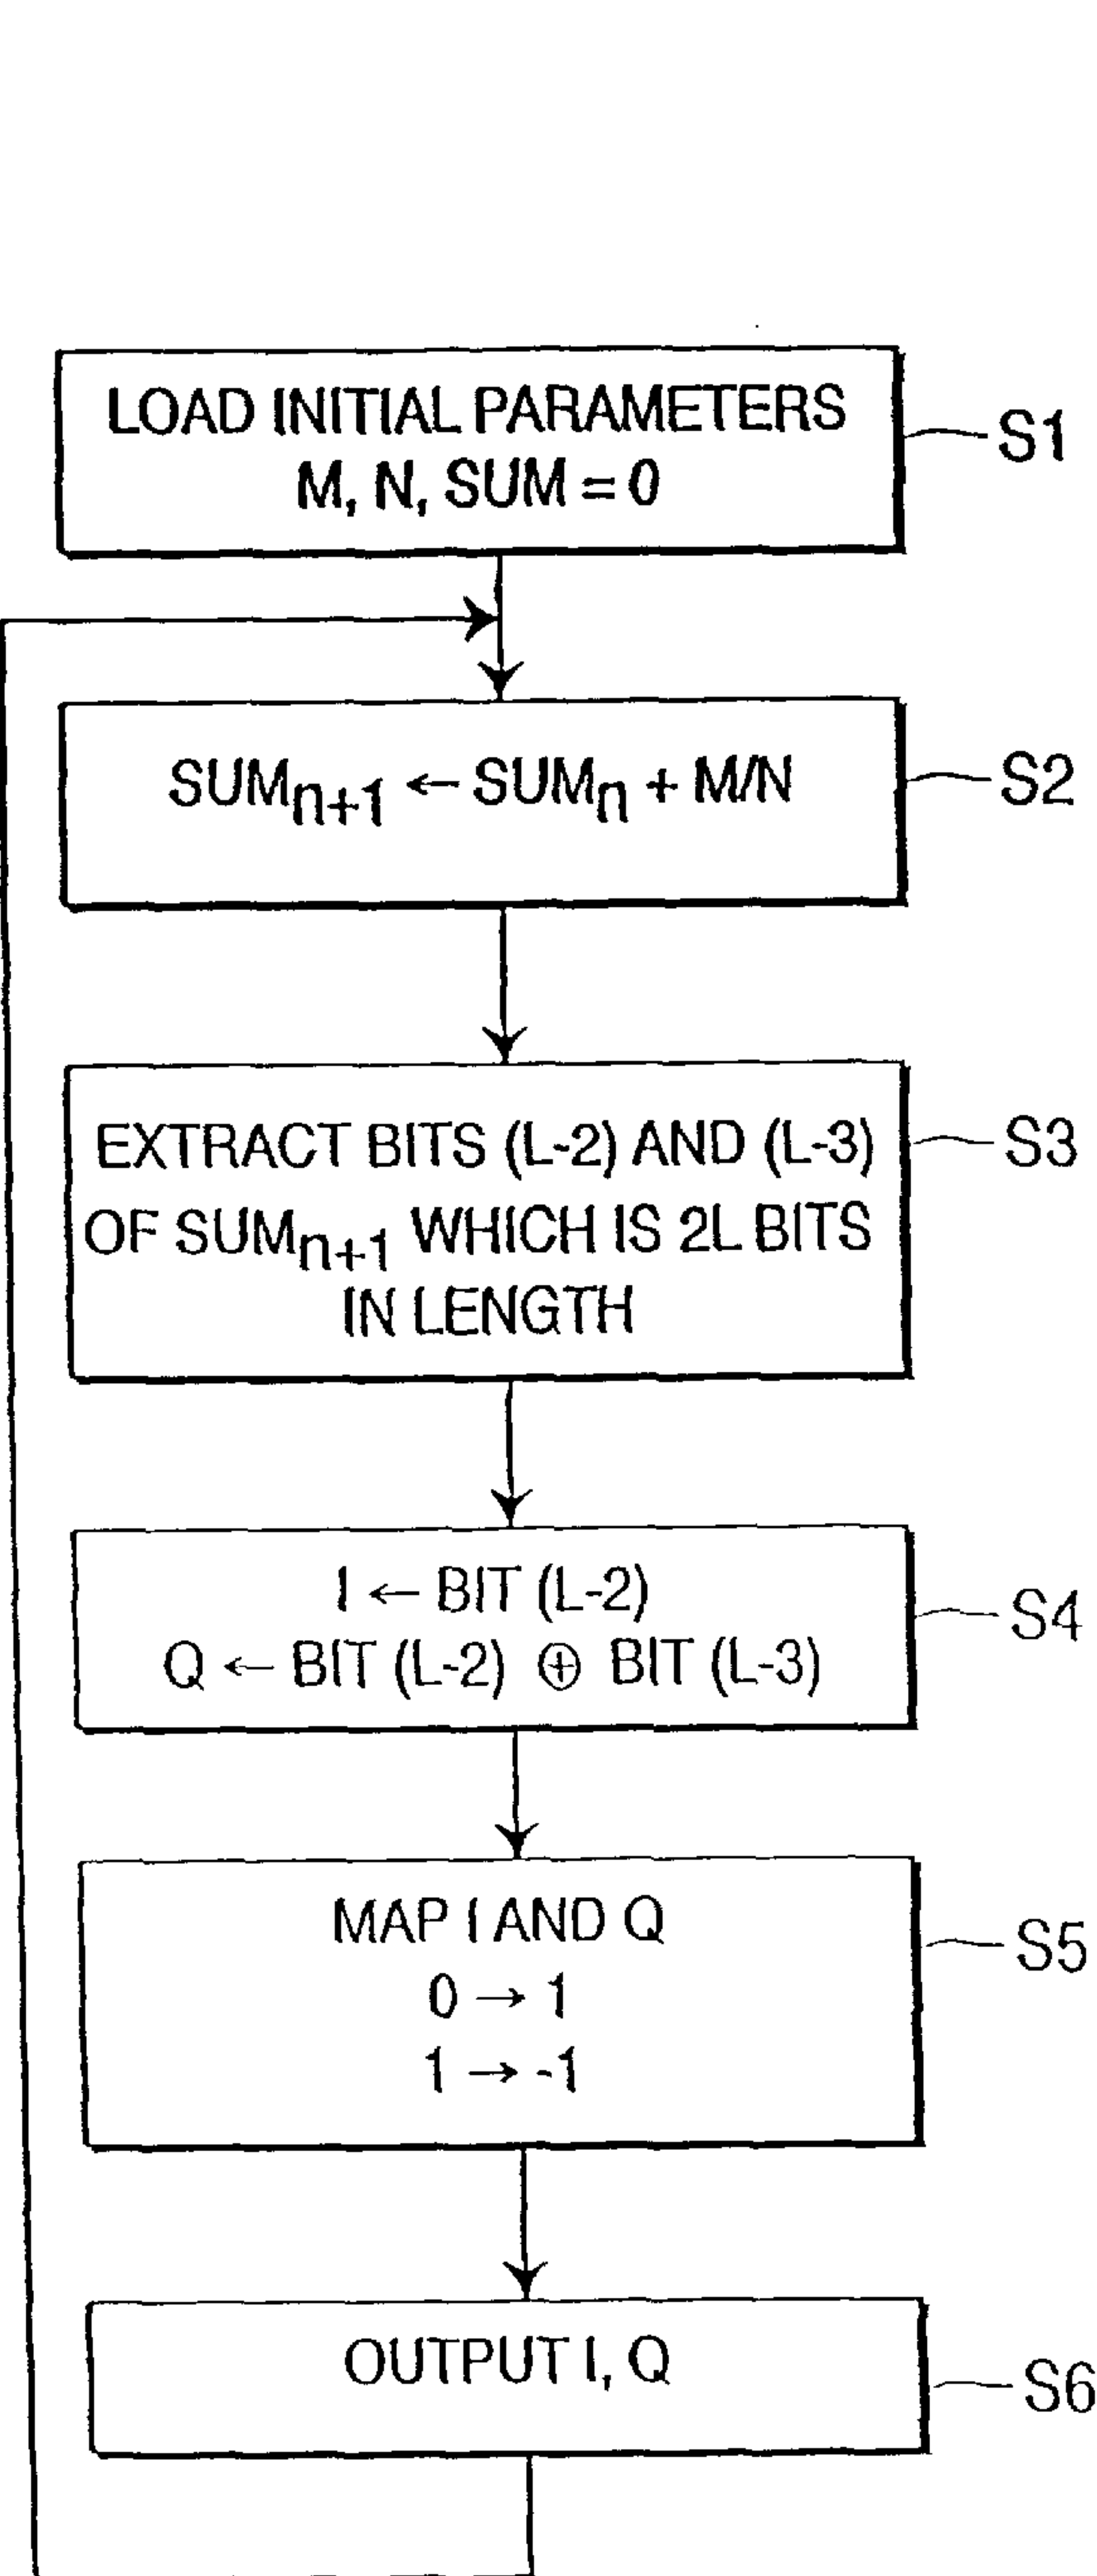 LOAD INITIAL PARAMETERS
M, N, SUM = 0
S1
SUMn+1 ← SUMn + M/N
S2
EXTRACT BITS (L-2) AND (L-3)
OF SUMn+1 WHICH IS 2L BITS
IN LENGTH
S3
I ← BIT (L-2)
Q ← BIT (L-2) ⊕ BIT (L-3)
S4
MAP I AND Q
0 → 1
1 → -1
S5
OUTPUT I, Q
S6